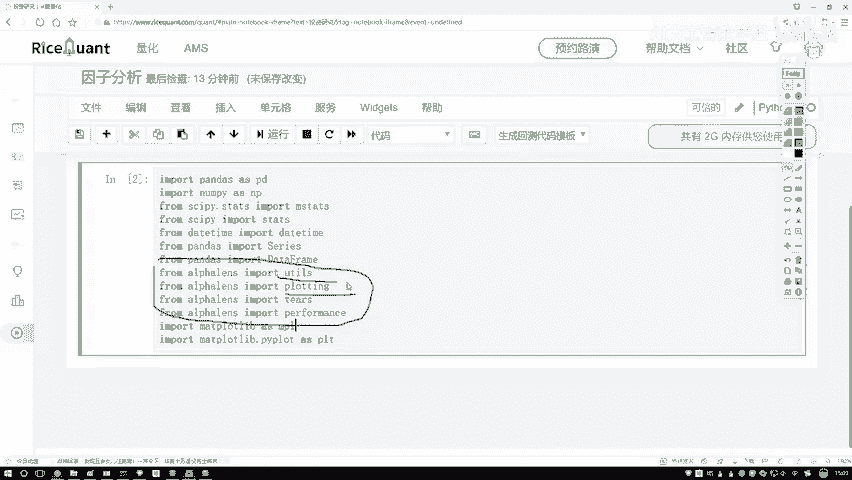 https://www.ricequant.com/quant/
RiceQuant
量化
AMS
预约路演
帮助文档
社区
因子分析 最后检查: 13 分钟前 (未保存改变)
文件
编辑
查看
插入
单元格
服务
Widgets
帮助
可信的
运行
代码
生成回测代码模板
共有 2G 内存供您使用
In [2]:
import pandas as pd
import numpy as np
from scipy.stats import mstats
from scipy import stats
from datetime import datetime
from pandas import Series
from pandas import DataFrame
from alphalens import utils
from alphalens import plotting
from alphalens import tears
from alphalens import performance
import matplotlib as mpl
import matplotlib.pyplot as plt